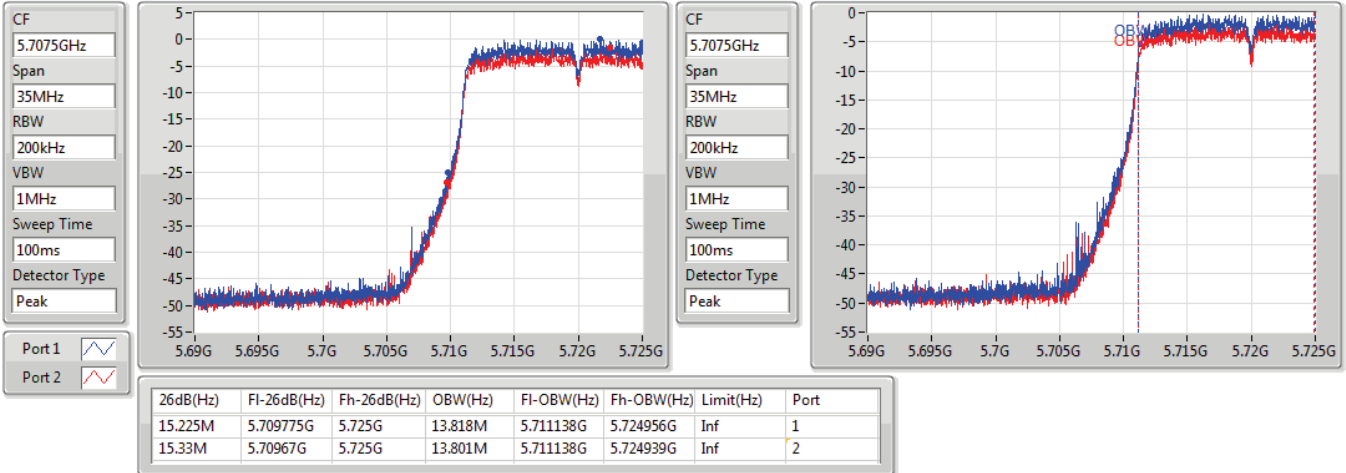 CF
5.7075GHz
Span
35MHz
RBW
200kHz
VBW
1MHz
Sweep Time
100ms
Detector Type
Peak
Port 1
Port 2
5
0
-5
-10
-15
-20
-25
-30
-35
-40
-45
-50
-55
5.69G 5.695G 5.7G 5.705G 5.71G 5.715G 5.72G 5.725G
CF
5.7075GHz
Span
35MHz
RBW
200kHz
VBW
1MHz
Sweep Time
100ms
Detector Type
Peak
0
-5
-10
-15
-20
-25
-30
-35
-40
-45
-50
-55
5.69G 5.695G 5.7G 5.705G 5.71G 5.715G 5.72G 5.725G
26dB(Hz) Fl-26dB(Hz) Fh-26dB(Hz) OBW(Hz) Fl-OBW(Hz) Fh-OBW(Hz) Limit(Hz) Port
15.225M 5.709775G 5.725G 13.818M 5.711138G 5.724956G Inf 1
15.33M 5.70967G 5.725G 13.801M 5.711138G 5.724939G Inf 2